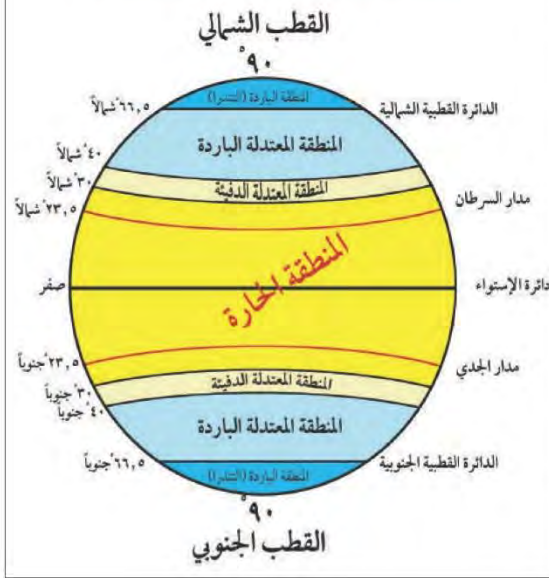 القطب الشمالي
٩٠°
المنطقة الباردة (التندرا)
الدائرة القطبية الشمالية
٦٦,٥° شمالاً
المنطقة المعتدلة الباردة
٤٠° شمالاً
المنطقة المعتدلة الدفيئة
٣٠° شمالاً
مدار السرطان
٢٣,٥° شمالاً
المنطقة الحارة
دائرة الإستواء
صفر
مدار الجدي
٢٣,٥° جنوباً
المنطقة المعتدلة الدفيئة
٣٠° جنوباً
٤٠° جنوباً
المنطقة المعتدلة الباردة
الدائرة القطبية الجنوبية
٦٦,٥° جنوباً
المنطقة الباردة (التندرا)
٩٠°
القطب الجنوبي